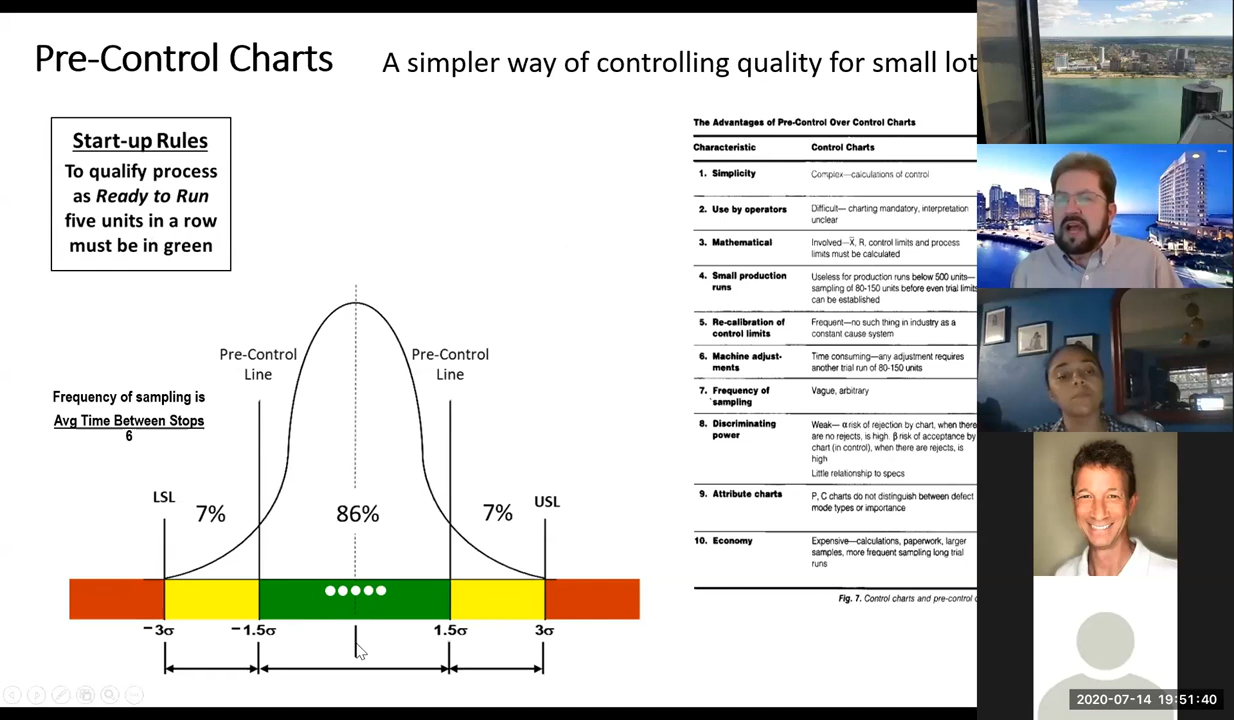 Pre-Control Charts
A simpler way of controlling quality for small lot
Start-up Rules
To qualify process
as Ready to Run
five units in a row
must be in green
Pre-Control
Line
Pre-Control
Line
Frequency of sampling is
Avg Time Between Stops
6
LSL
7%
86%
7%
USL
−3σ
−1.5σ
1.5σ
3σ
The Advantages of Pre-Control Over Control Charts
Characteristic Control Charts
1. Simplicity Complex—calculations of control
2. Use by operators Difficult— charting mandatory, interpretation
unclear
3. Mathematical Involved—X̄, R, control limits and process
limits must be calculated
4. Small production Useless for production runs below 500 units—
runs sampling of 80-150 units before even trial limits
can be established
5. Re-calibration of Frequent—no such thing in industry as a
control limits constant cause system
6. Machine adjust- Time consuming—any adjustment requires
ments another trial run of 80-150 units
7. Frequency of Vague, arbitrary
sampling
8. Discriminating Weak— α risk of rejection by chart, when there
power are no rejects, is high. β risk of acceptance by
chart (in control), when there are rejects, is
high
Little relationship to specs
9. Attribute charts P, C charts do not distinguish between defect
mode types or importance
10. Economy Expensive—calculations, paperwork, larger
samples, more frequent sampling long trial
runs
Fig. 7. Control charts and pre-control
2020-07-14 19:51:40